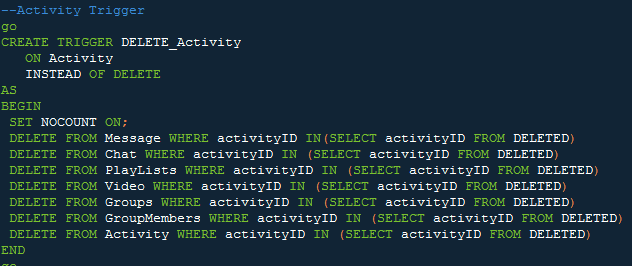 --Activity Trigger
go
CREATE TRIGGER DELETE_Activity
ON Activity
INSTEAD OF DELETE
AS
BEGIN
SET NOCOUNT ON;
DELETE FROM Message WHERE activityID IN(SELECT activityID FROM DELETED)
DELETE FROM Chat WHERE activityID IN (SELECT activityID FROM DELETED)
DELETE FROM PlayLists WHERE activityID IN (SELECT activityID FROM DELETED)
DELETE FROM Video WHERE activityID IN (SELECT activityID FROM DELETED)
DELETE FROM Groups WHERE activityID IN (SELECT activityID FROM DELETED)
DELETE FROM GroupMembers WHERE activityID IN (SELECT activityID FROM DELETED)
DELETE FROM Activity WHERE activityID IN (SELECT activityID FROM DELETED)
END
go